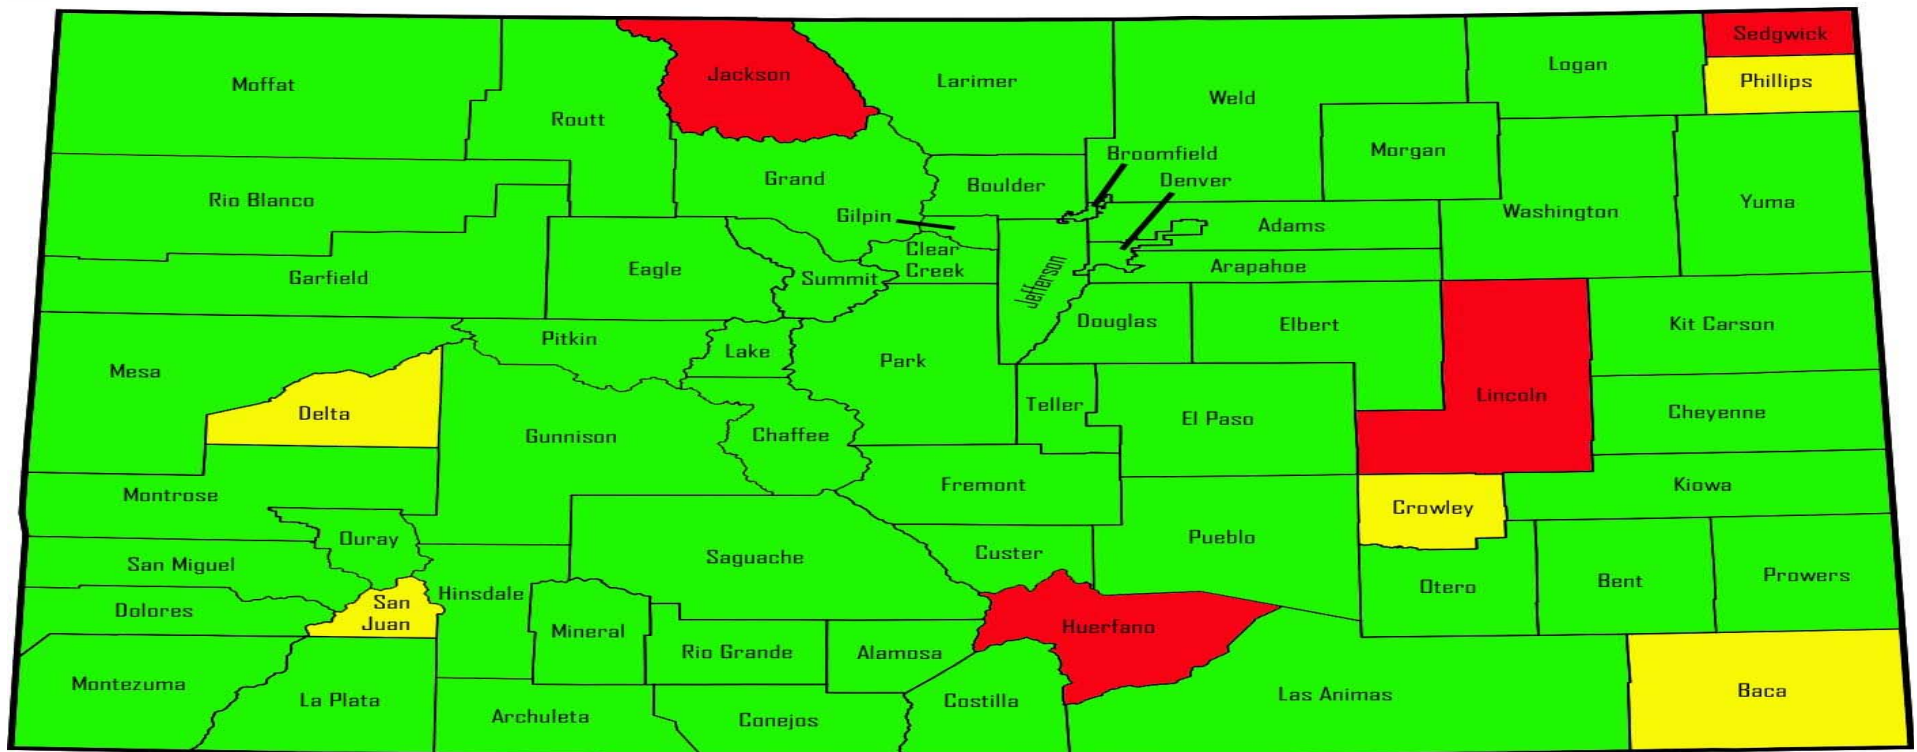 Moffat
Routt
Jackson
Larimer
Weld
Logan
Sedgwick
Phillips
Rio Blanco
Grand
Boulder
Broomfield
Denver
Morgan
Washington
Yuma
Gilpin
Adams
Garfield
Eagle
Summit
Clear
Creek
Jefferson
Arapahoe
Mesa
Pitkin
Lake
Park
Douglas
Elbert
Kit Carson
Delta
Gunnison
Chaffee
Teller
El Paso
Lincoln
Cheyenne
Montrose
Fremont
Crowley
Kiowa
Ouray
San Miguel
Saguache
Custer
Pueblo
Otero
Bent
Prowers
Dolores
San
Juan
Hinsdale
Mineral
Rio Grande
Alamosa
Huerfano
Montezuma
La Plata
Archuleta
Conejos
Costilla
Las Animas
Baca